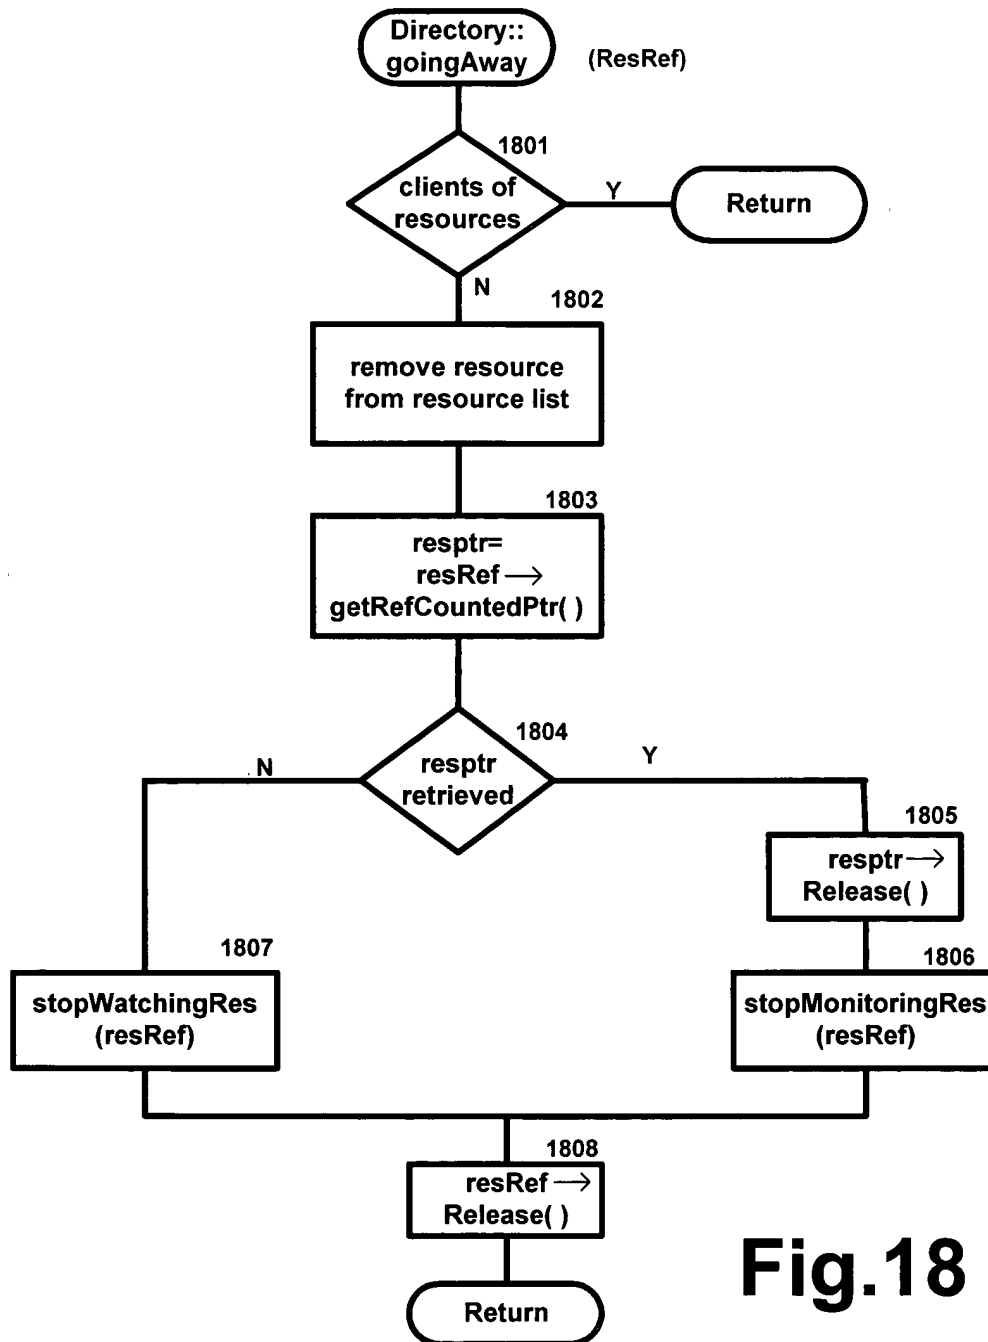 Directory::
goingAway
(ResRef)
1801
clients of
resources
Y
Return
N
1802
remove resource
from resource list
1803
resptr=
resRef →
getRefCountedPtr( )
1804
resptr
retrieved
N
Y
1805
resptr →
Release( )
1807
stopWatchingRes
(resRef)
1806
stopMonitoringRes
(resRef)
1808
resRef →
Release( )
Return
Fig.18